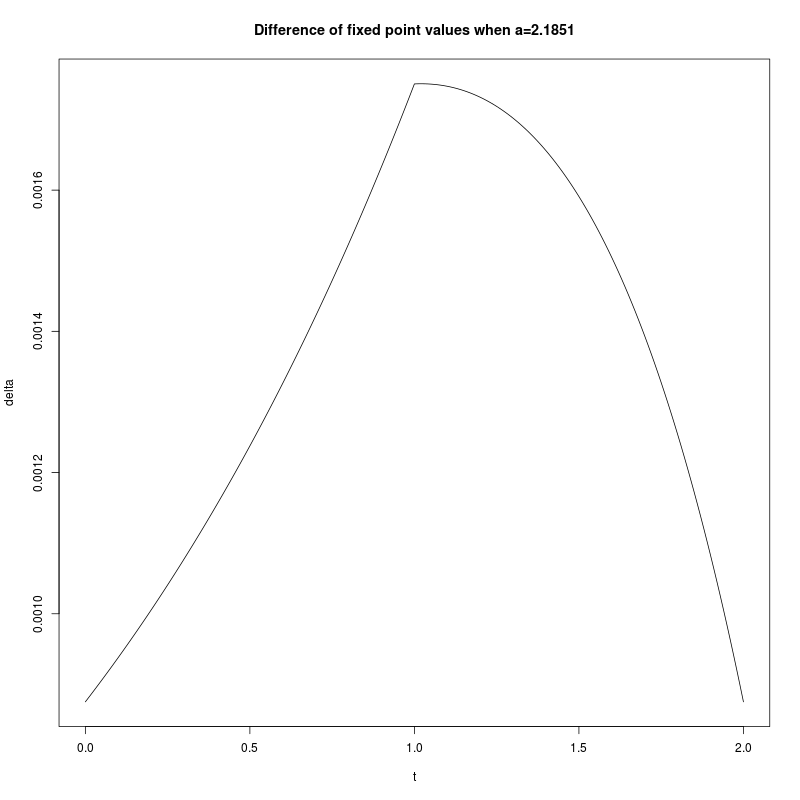 Difference of fixed point values when a=2.1851
0.0016
0.0014
0.0012
0.0010
delta
0.0 0.5 1.0 1.5 2.0
t